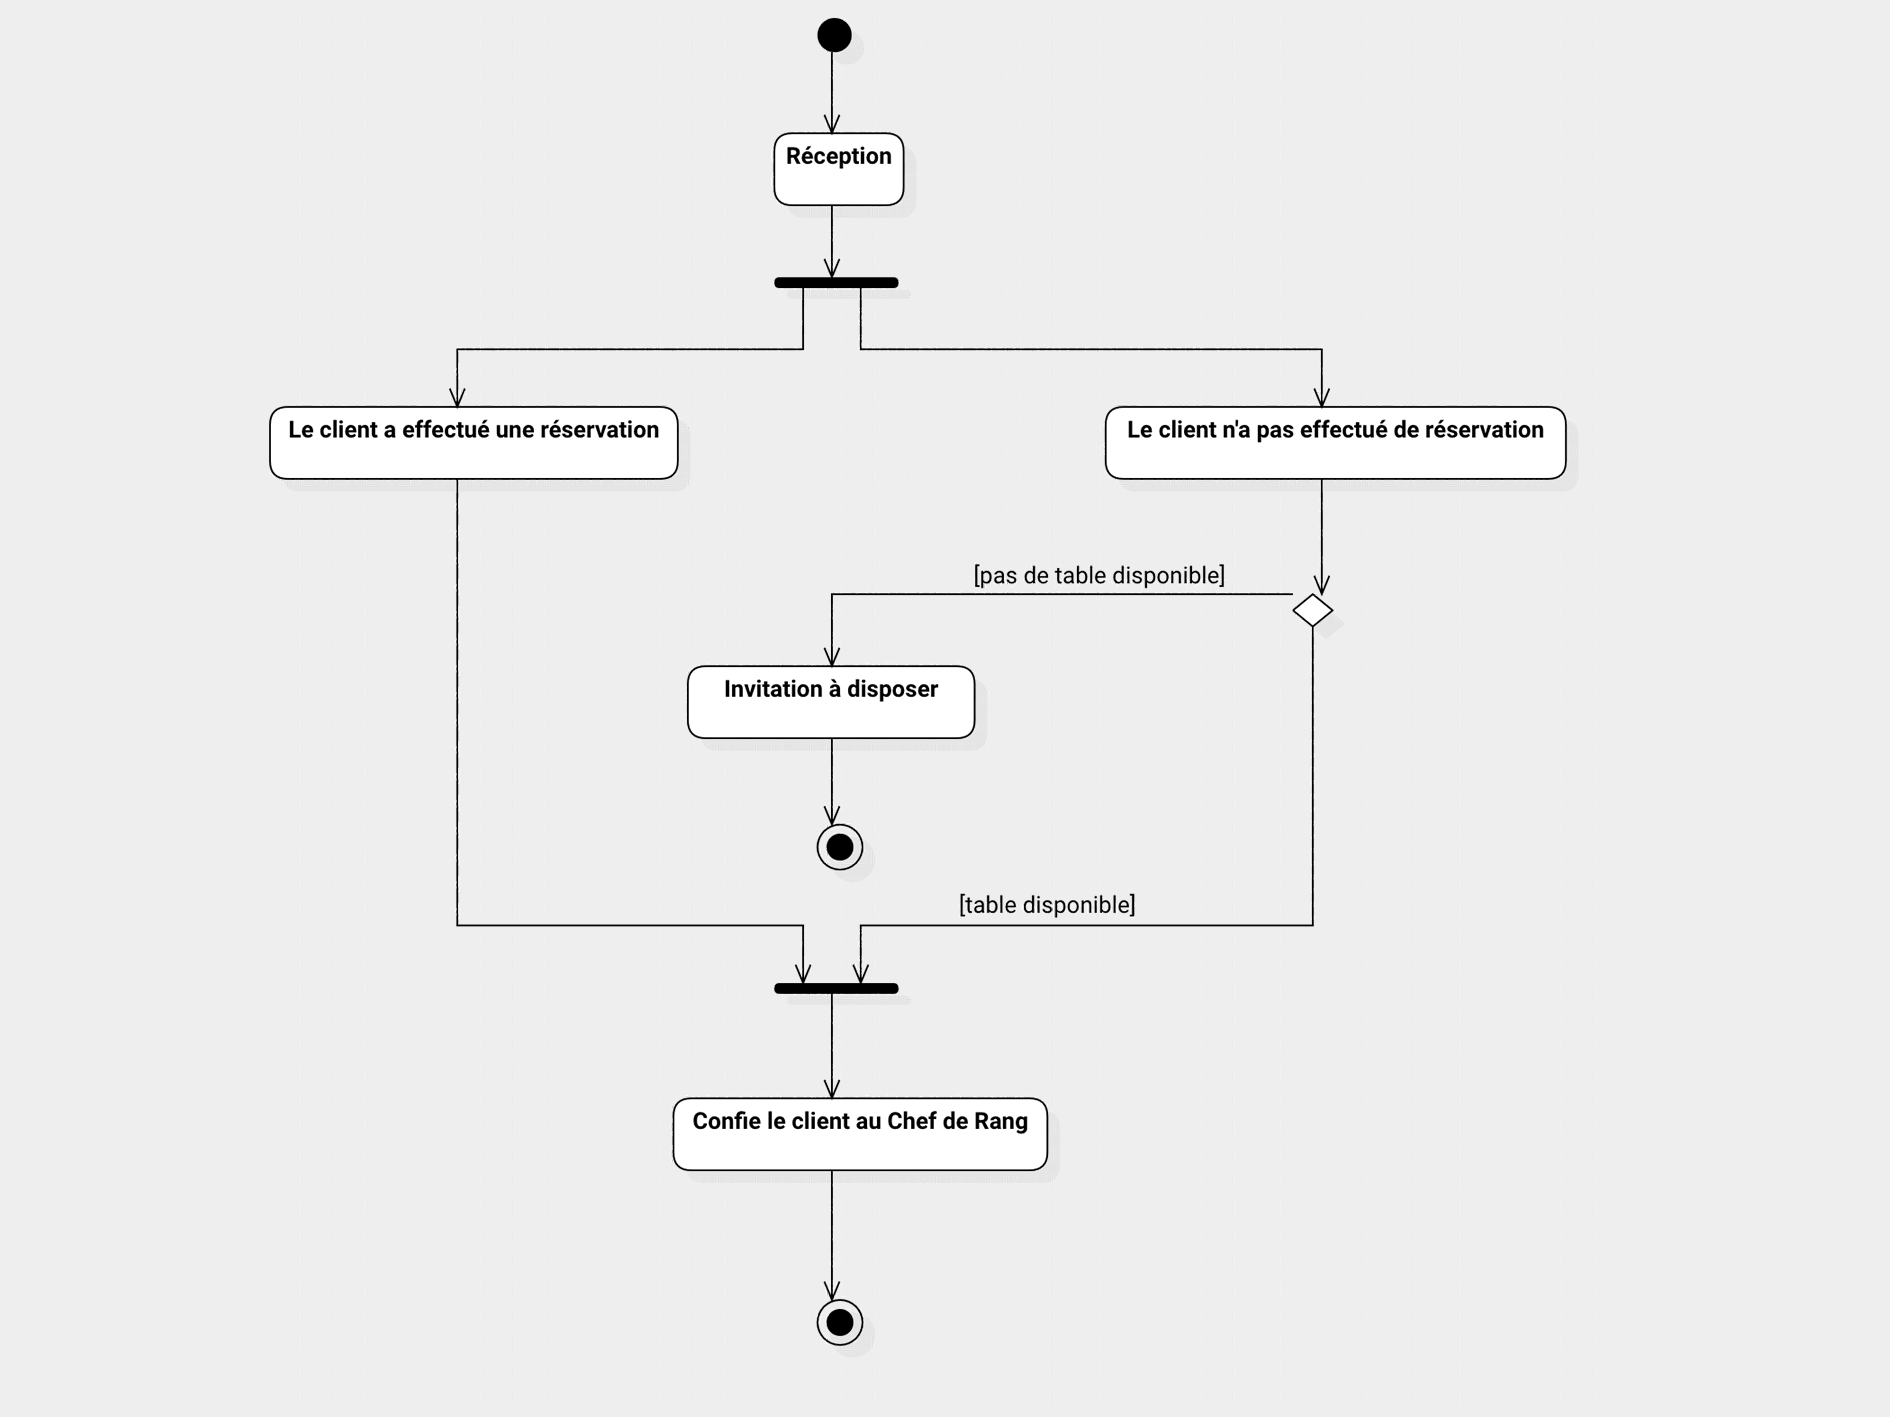 Réception
Le client a effectué une réservation
Le client n'a pas effectué de réservation
[pas de table disponible]
Invitation à disposer
[table disponible]
Confie le client au Chef de Rang